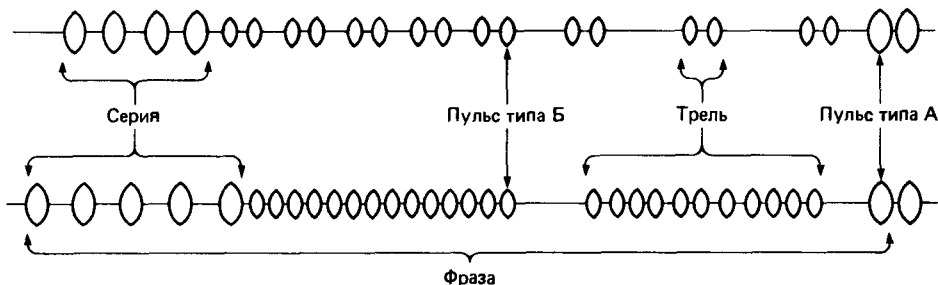 Серия
Пульс типа Б
Трель
Пульс типа А
Фраза